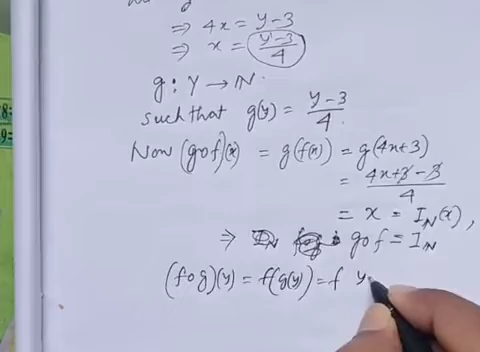 ⇒ 4x = y-3
⇒ x = (y-3)/4
g : Y → N.
such that g(y) = (y-3)/4.
Now (gof)(x) = g(f(x)) = g(4x+3)
= (4x+3-3)/4
= x = I_N(x),
⇒ gof = I_N
(fog)(y) = f(g(y)) = f y-